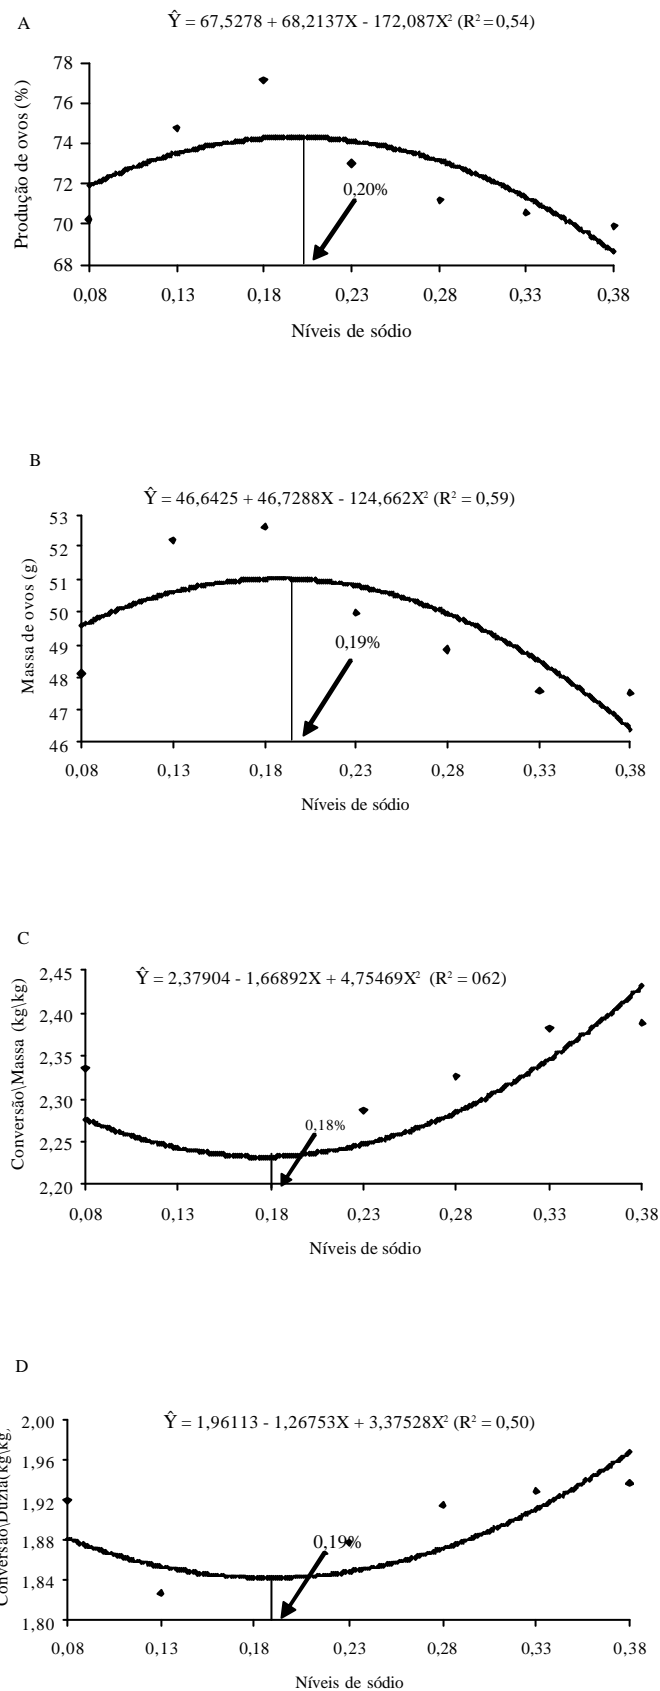 A
Ŷ = 67,5278 + 68,2137X - 172,087X² (R² = 0,54)
Produção de ovos (%)
78
76
74
72
70
68
0,20%
0,08 0,13 0,18 0,23 0,28 0,33 0,38
Níveis de sódio
B
Ŷ = 46,6425 + 46,7288X - 124,662X² (R² = 0,59)
Massa de ovos (g)
53
52
51
50
49
48
47
46
0,19%
0,08 0,13 0,18 0,23 0,28 0,33 0,38
Níveis de sódio
C
Ŷ = 2,37904 - 1,66892X + 4,75469X² (R² = 062)
Conversão\Massa (kg\kg)
2,45
2,40
2,35
2,30
2,25
2,20
0,18%
0,08 0,13 0,18 0,23 0,28 0,33 0,38
Níveis de sódio
D
Ŷ = 1,96113 - 1,26753X + 3,37528X² (R² = 0,50)
Conversão\Dúzia(kg\kg)
2,00
1,96
1,92
1,88
1,84
1,80
0,19%
0,08 0,13 0,18 0,23 0,28 0,33 0,38
Níveis de sódio